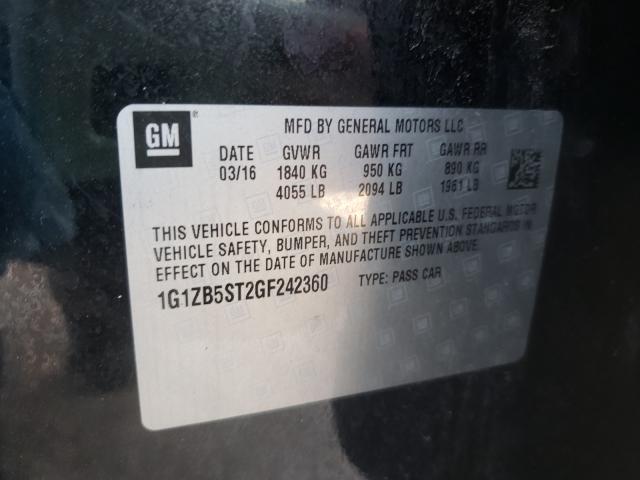 GM®
MFD BY GENERAL MOTORS LLC
DATE GVWR GAWR FRT GAWR RR
03/16 1840 KG 950 KG 890 KG
4055 LB 2094 LB 1961 LB
THIS VEHICLE CONFORMS TO ALL APPLICABLE U.S. FEDERAL MOTOR
VEHICLE SAFETY, BUMPER, AND THEFT PREVENTION STANDARDS IN
EFFECT ON THE DATE OF MANUFACTURE SHOWN ABOVE.
1G1ZB5ST2GF242360 TYPE: PASS CAR